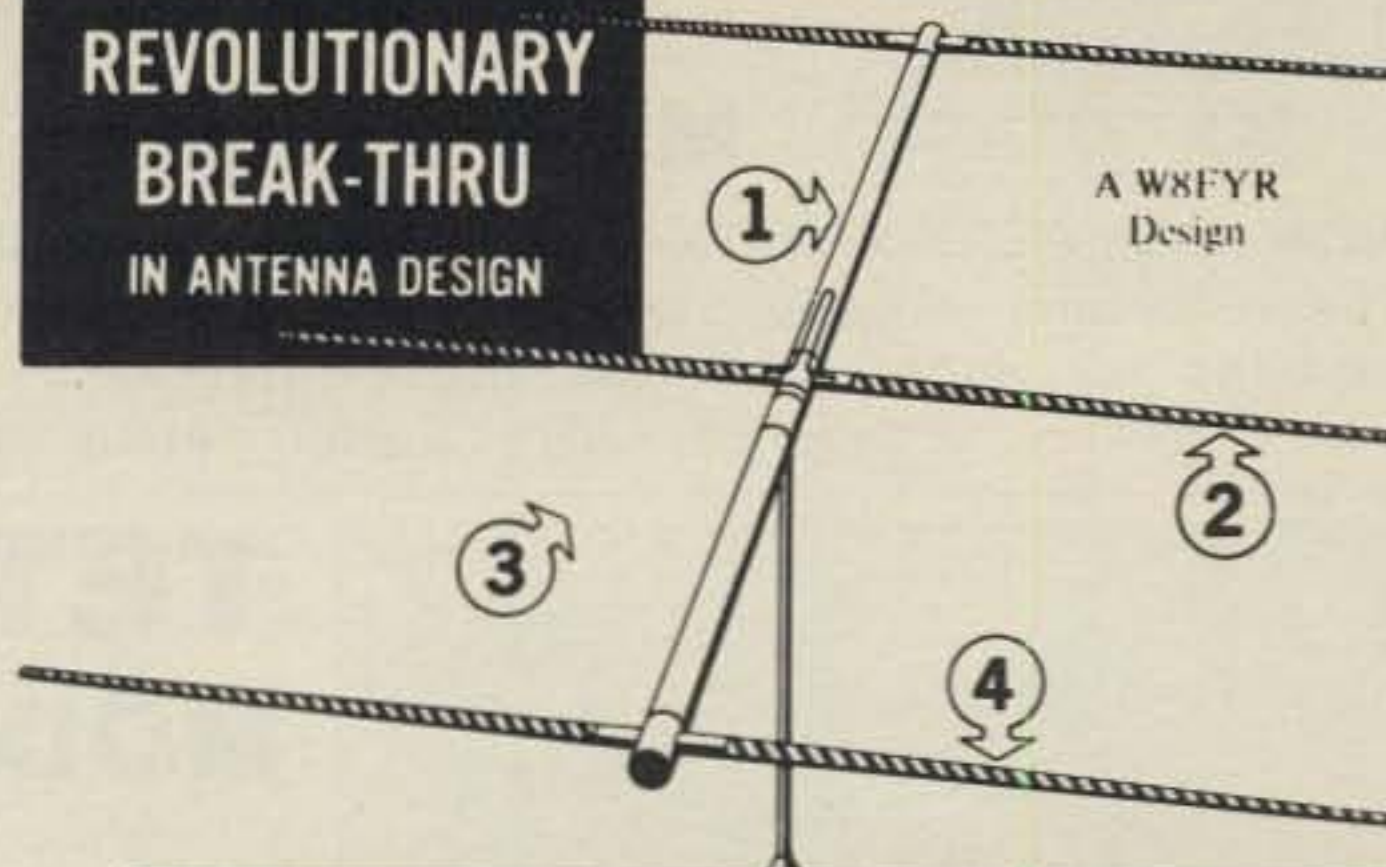 REVOLUTIONARY
BREAK-THRU
IN ANTENNA DESIGN
1
A W8FYR
Design
2
3
4